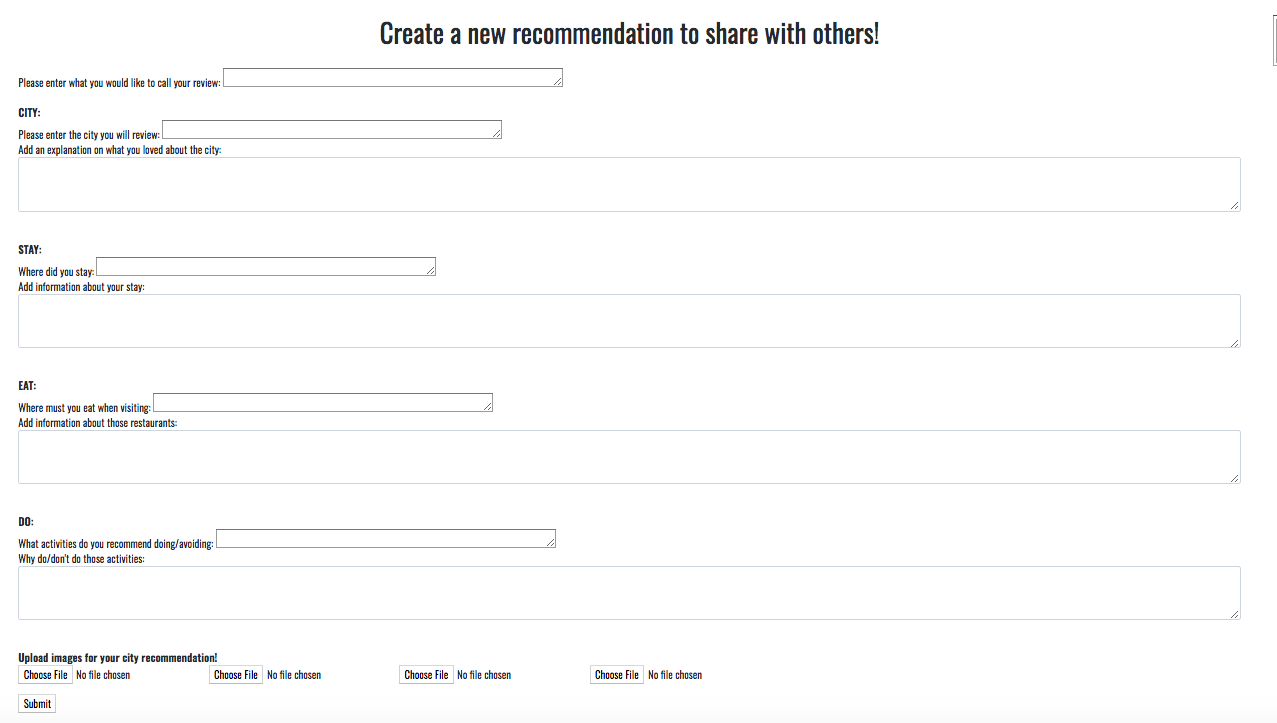 Create a new recommendation to share with others!
Please enter what you would like to call your review:
CITY:
Please enter the city you will review:
Add an explanation on what you loved about the city:
STAY:
Where did you stay:
Add information about your stay:
EAT:
Where must you eat when visiting:
Add information about those restaurants:
DO:
What activities do you recommend doing/avoiding:
Why do/don't do those activities:
Upload images for your city recommendation!
Choose File No file chosen Choose File No file chosen Choose File No file chosen Choose File No file chosen
Submit